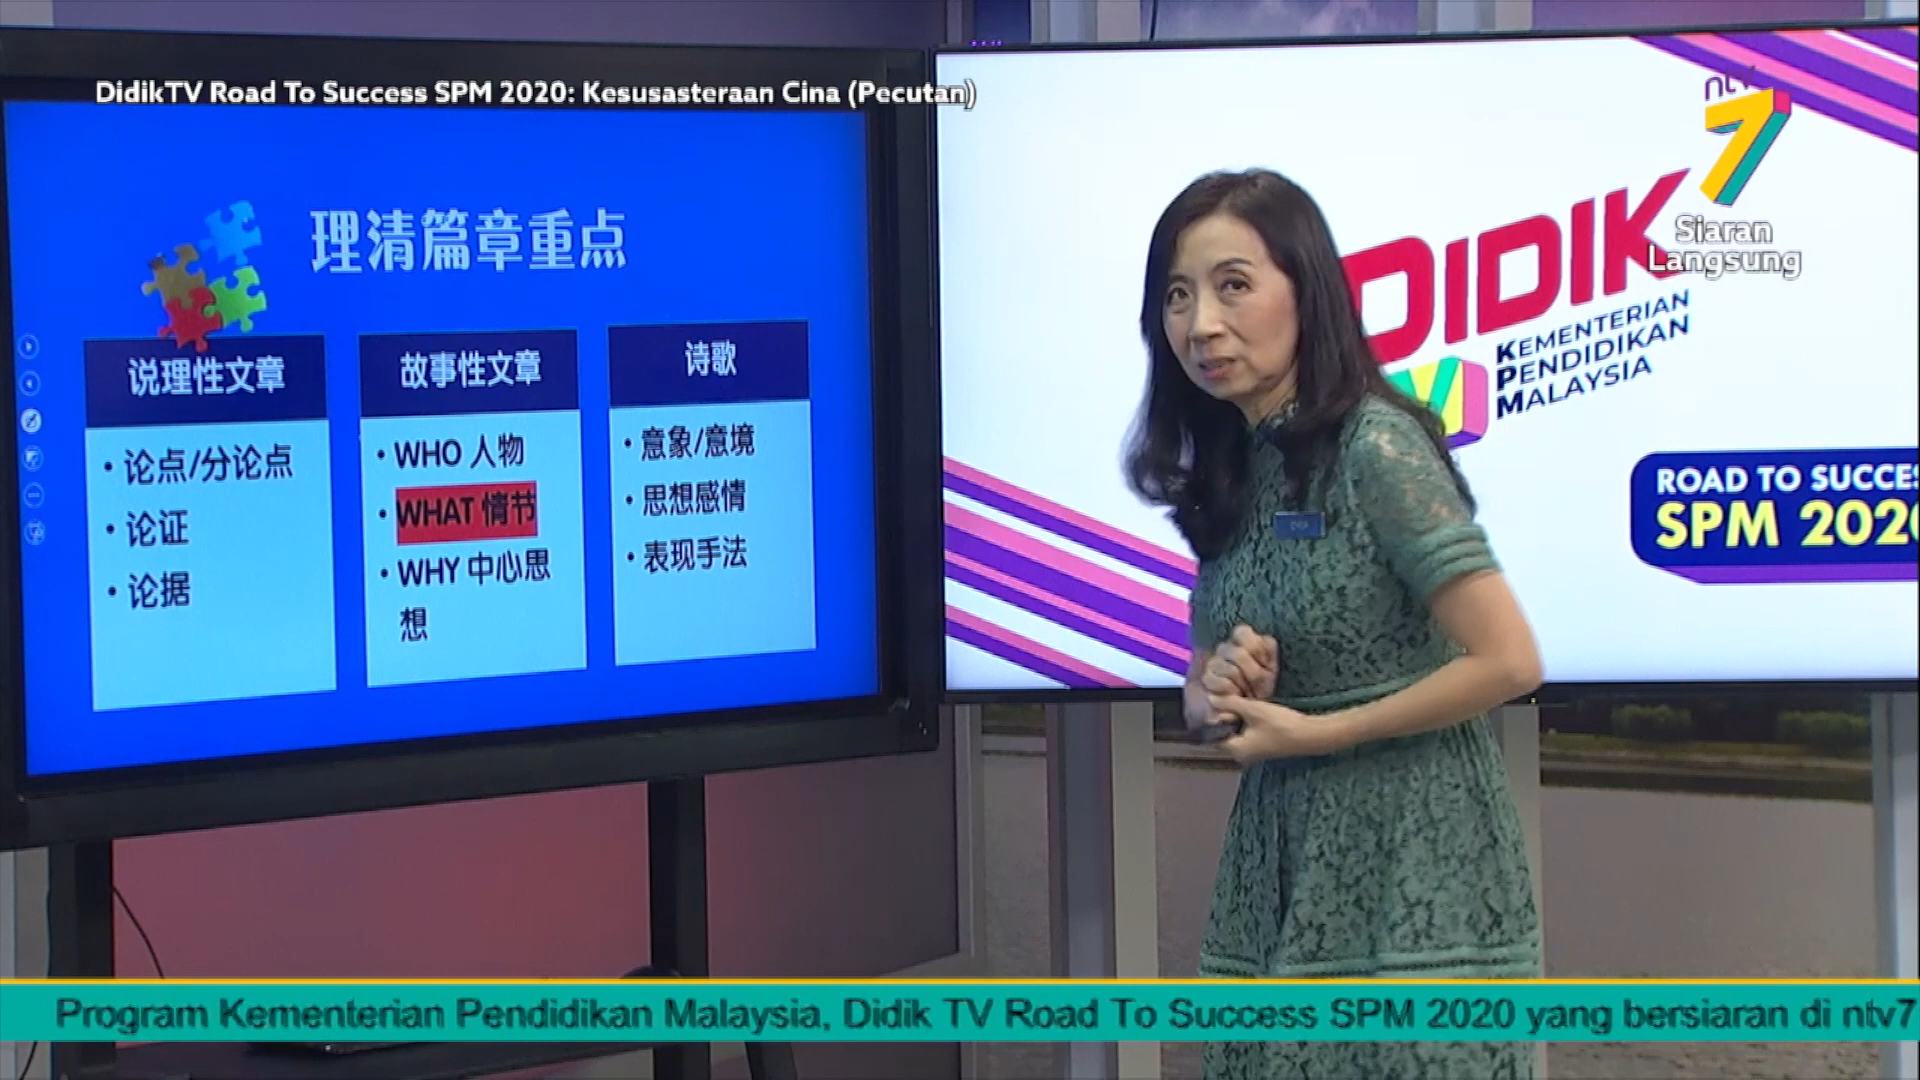 DidikTV Road To Success SPM 2020: Kesusasteraan Cina (Pecutan)
理清篇章重点
说理性文章
• 论点/分论点
• 论证
• 论据
故事性文章
• WHO 人物
• WHAT 情节
• WHY 中心思
想
诗歌
• 意象/意境
• 思想感情
• 表现手法
ntv
7
Siaran
Langsung
DIDIK
KEMENTERIAN
PENDIDIKAN
MALAYSIA
ROAD TO SUCCES
SPM 2020
Program Kementerian Pendidikan Malaysia, Didik TV Road To Success SPM 2020 yang bersiaran di ntv7